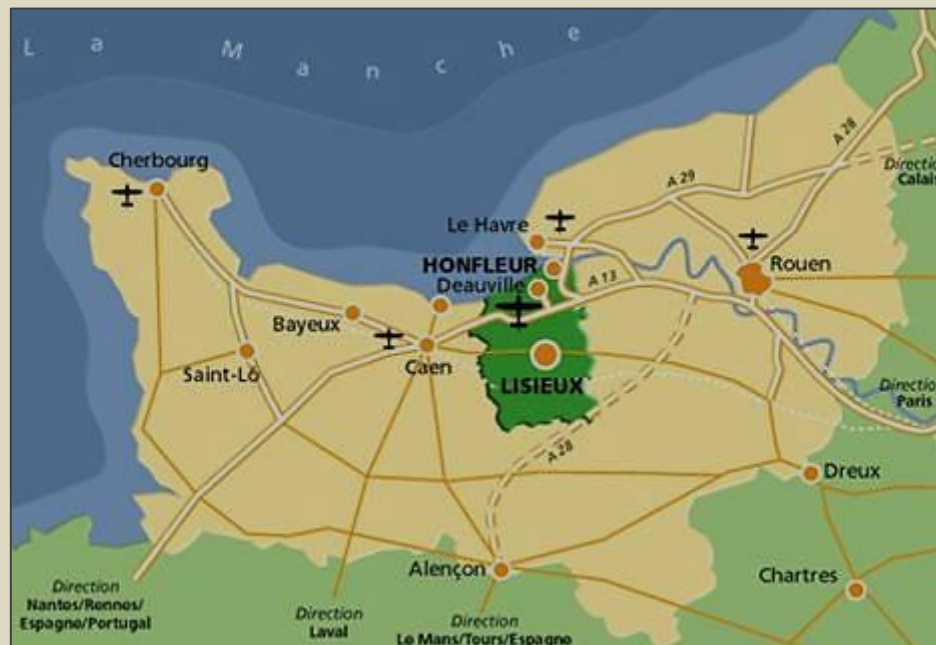 La Manche
Cherbourg
A 28
Direction
Calais
A 29
Le Havre
HONFLEUR
Rouen
Deauville
A 13
Bayeux
Caen
Saint-Lô
LISIEUX
Direction
Paris
A 28
Dreux
Alençon
Chartres
Direction
Nantes/Rennes/
Espagne/Portugal
Direction
Laval
Direction
Le Mans/Tours/Espagne